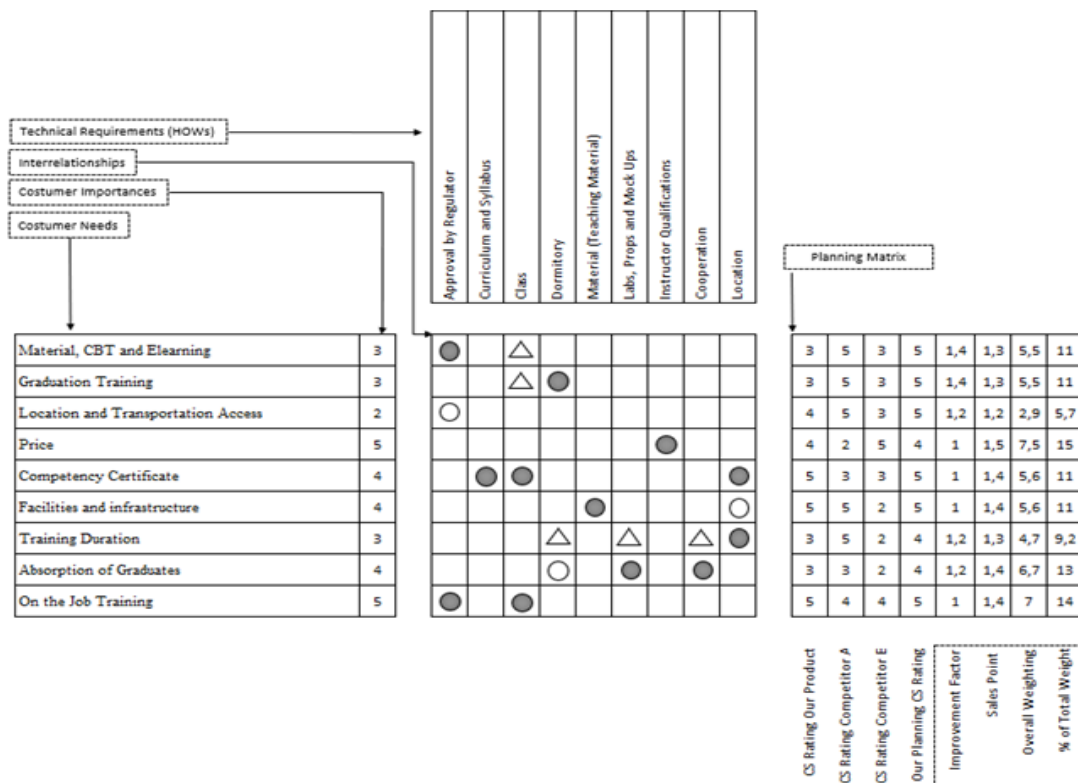 Technical Requirements (HOWs)
Interrelationships
Costumer Importances
Costumer Needs
Approval by Regulator
Curriculum and Syllabus
Class
Dormitory
Material (Teaching Material)
Labs, Props and Mock Ups
Instructor Qualifications
Cooperation
Location
Planning Matrix
Material, CBT and Elearning 3 3 5 3 5 1,4 1,3 5,5 11
Graduation Training 3 3 5 3 5 1,4 1,3 5,5 11
Location and Transportation Access 2 4 5 3 5 1,2 1,2 2,9 5,7
Price 5 4 2 5 4 1 1,5 7,5 15
Competency Certificate 4 5 3 3 5 1 1,4 5,6 11
Facilities and infrastructure 4 5 5 2 5 1 1,4 5,6 11
Training Duration 3 3 5 2 4 1,2 1,3 4,7 9,2
Absorption of Graduates 4 3 3 2 4 1,2 1,4 6,7 13
On the Job Training 5 5 4 4 5 1 1,4 7 14
CS Rating Our Product
CS Rating Competitor A
CS Rating Competitor E
Our Planning CS Rating
Improvement Factor
Sales Point
Overall Weighting
% of Total Weight